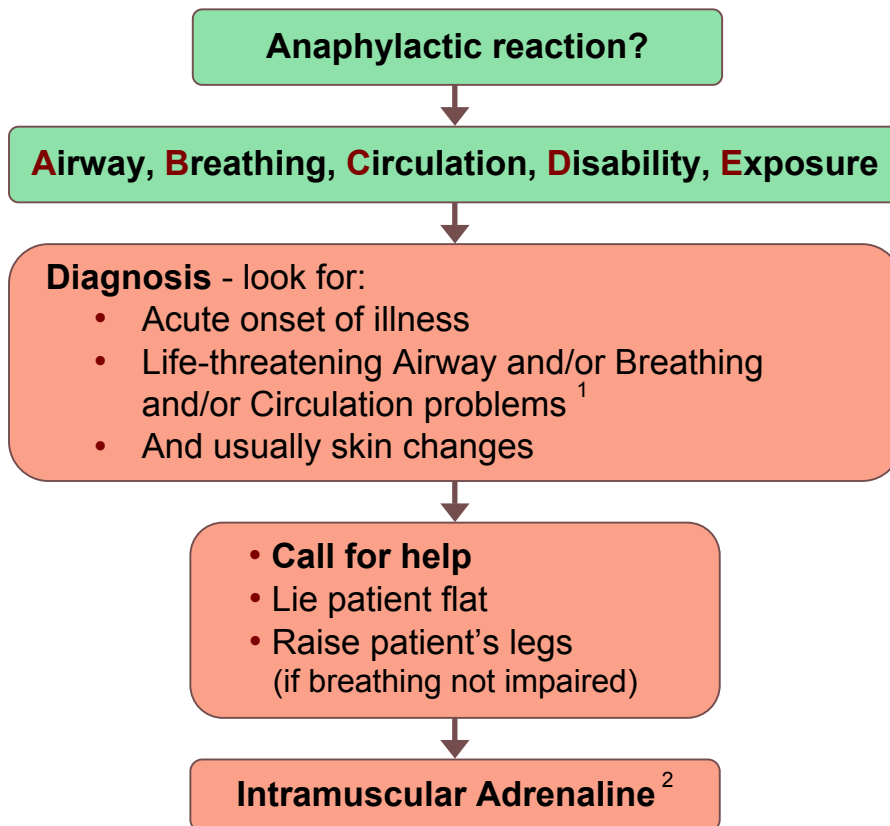 Anaphylactic reaction?
Airway, Breathing, Circulation, Disability, Exposure
Diagnosis - look for:
• Acute onset of illness
• Life-threatening Airway and/or Breathing
and/or Circulation problems 1
• And usually skin changes
• Call for help
• Lie patient flat
• Raise patient’s legs
(if breathing not impaired)
Intramuscular Adrenaline 2